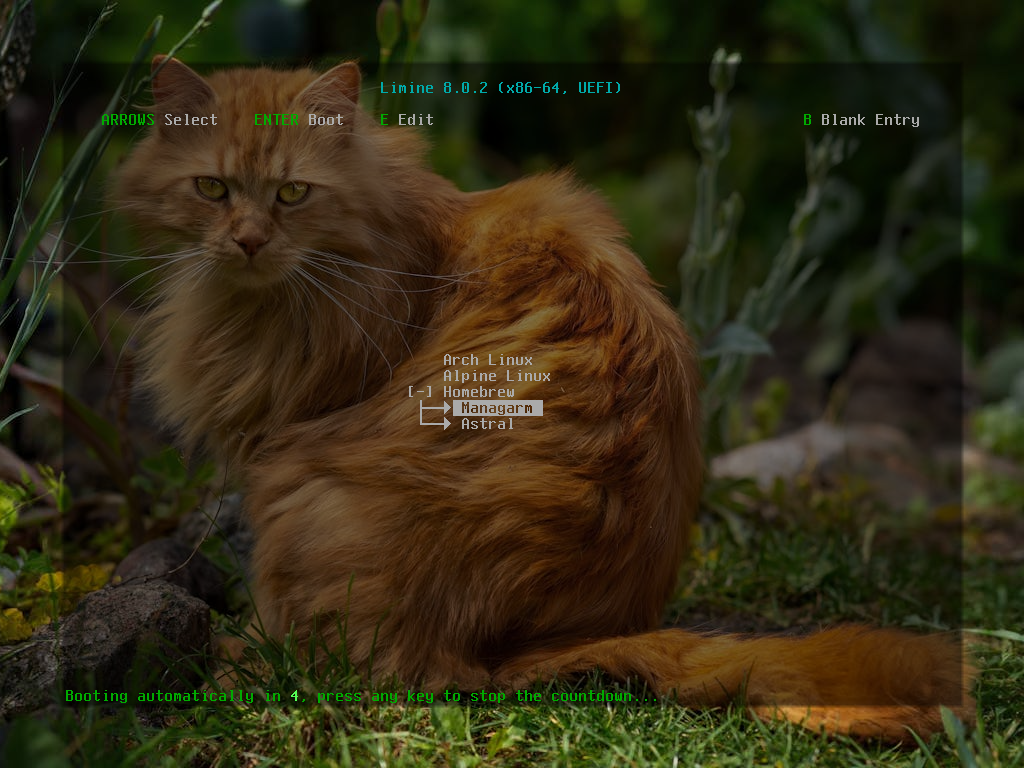 Limine 8.0.2 (x86-64, UEFI)
ARROWS Select ENTER Boot E Edit B Blank Entry
Arch Linux
Alpine Linux
[-] Homebrew
Managarm
Astral
Booting automatically in 4, press any key to stop the countdown...